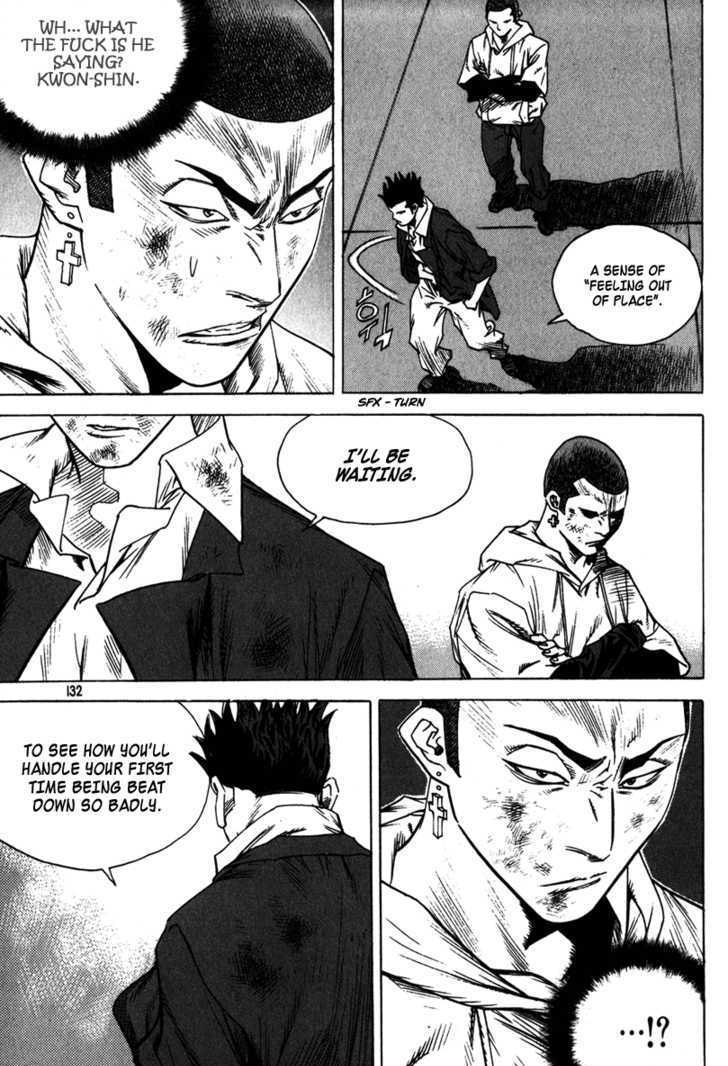 WH... WHAT
THE FUCK IS HE
SAYING?
KWON-SHIN.
A SENSE OF
"FEELING OUT
OF PLACE".
SFX - TURN
I'LL BE
WAITING.
132
TO SEE HOW YOU'LL
HANDLE YOUR FIRST
TIME BEING BEAT
DOWN SO BADLY.
...!?